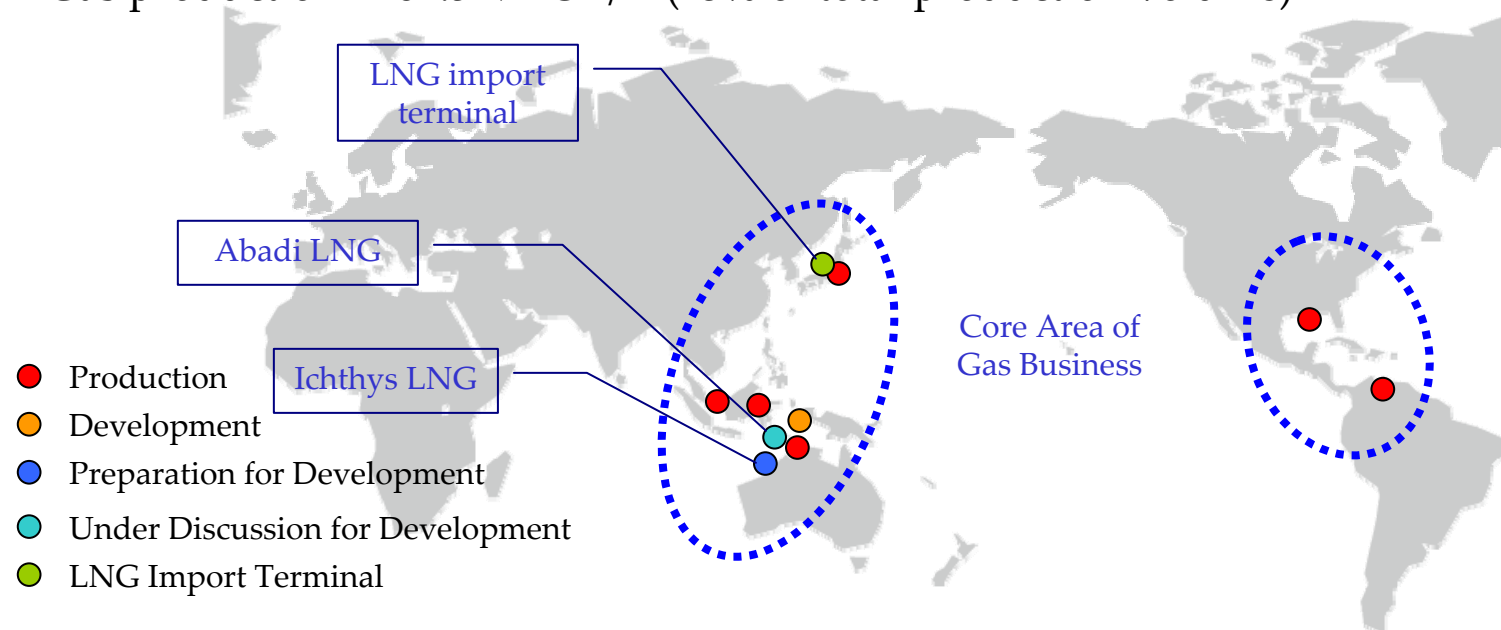 LNG import
terminal
Abadi LNG
Ichthys LNG
Core Area of
Gas Business
Production
Development
Preparation for Development
Under Discussion for Development
LNG Import Terminal